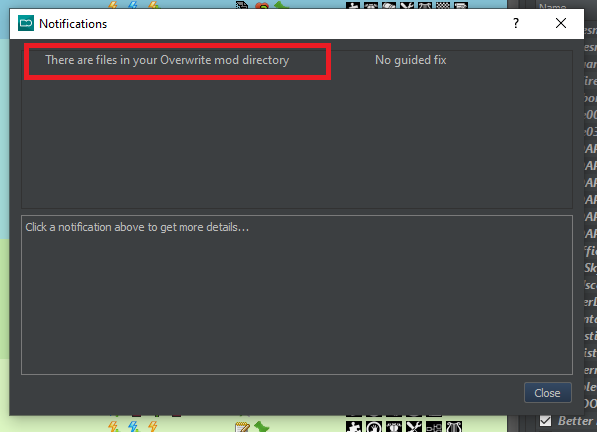 Name
Notifications
?
There are files in your Overwrite mod directory
No guided fix
Click a notification above to get more details...
Close
Better